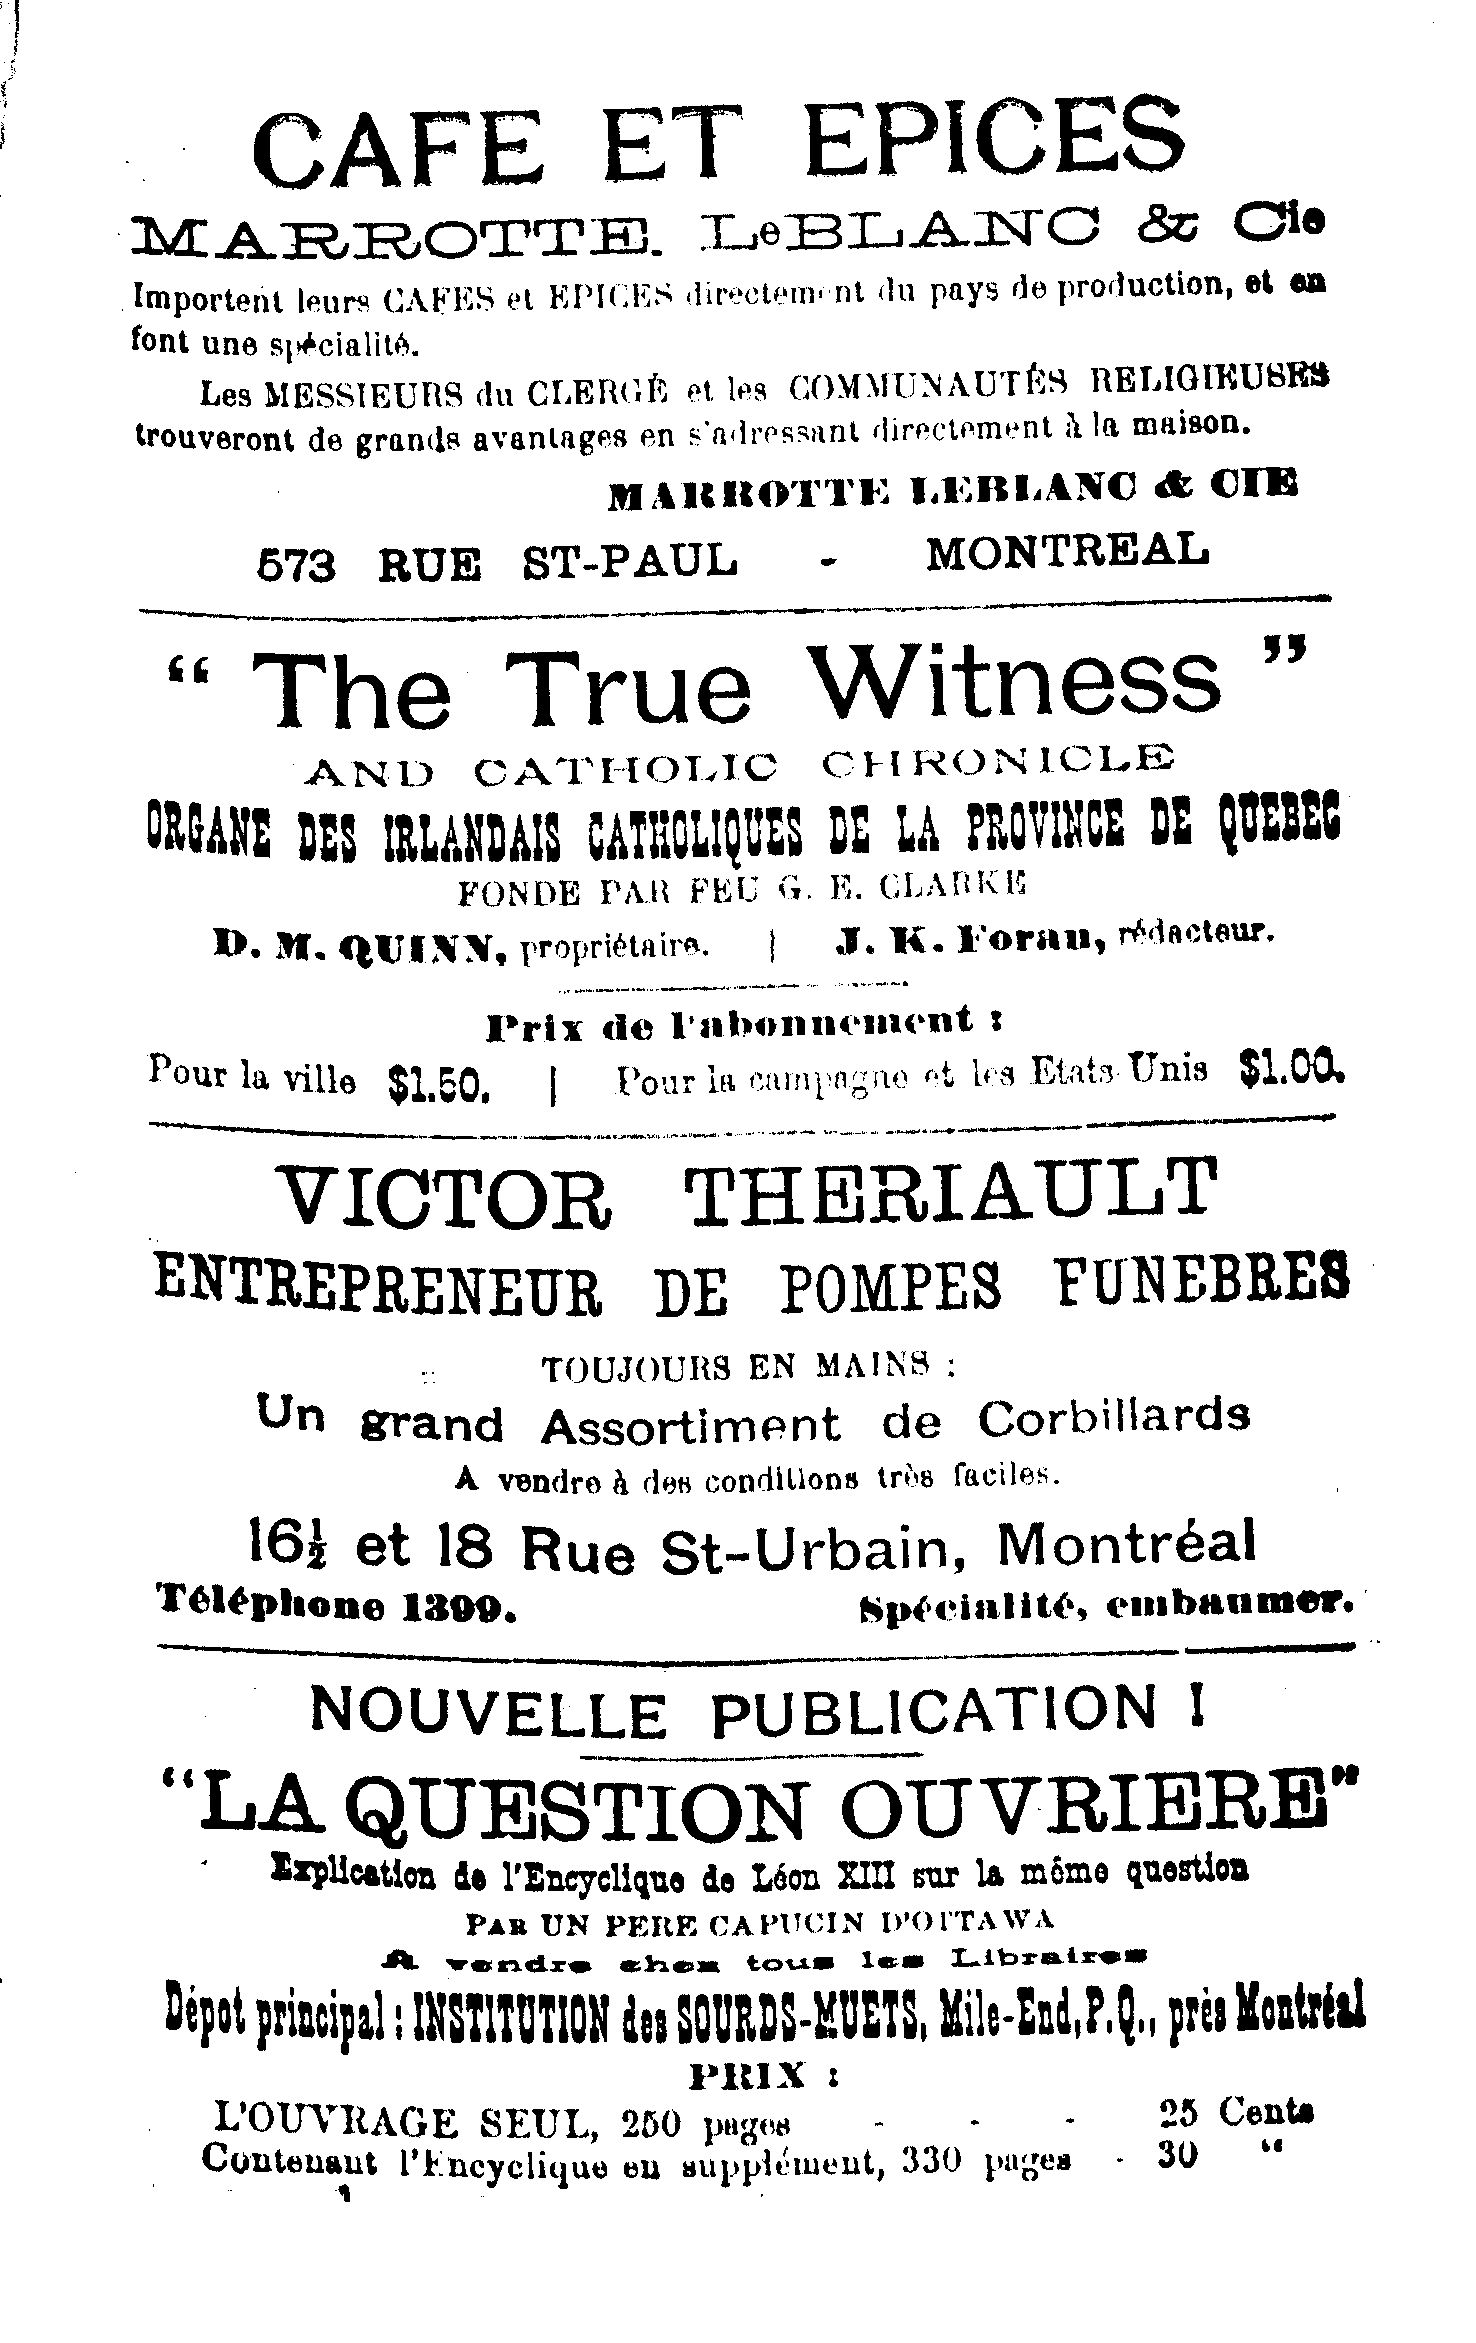 CAFE ET EPICES
MARROTTE. LeBLANC & Cie
Importent leurs CAFES et EPICES directement du pays de production, et en
font une spécialité.
Les MESSIEURS du CLERGÉ et les COMMUNAUTÉS RELIGIEUSES
trouveront de grands avantages en s'adressant directement à la maison.
MARROTTE LEBLANC & CIE
573 RUE ST-PAUL - MONTREAL
“ The True Witness ”
AND CATHOLIC CHRONICLE
ORGANE DES IRLANDAIS CATHOLIQUES DE LA PROVINCE DE QUEBEC
FONDE PAR FEU G. E. CLARKE
D. M. QUINN, propriétaire. | J. K. Foran, rédacteur.
Prix de l'abonnement :
Pour la ville $1.50. | Pour la campagne et les Etats-Unis $1.00.
VICTOR THERIAULT
ENTREPRENEUR DE POMPES FUNEBRES
TOUJOURS EN MAINS :
Un grand Assortiment de Corbillards
A vendre à des conditions très faciles.
16½ et 18 Rue St-Urbain, Montréal
Téléphone 1399. Spécialité, embaumer.
NOUVELLE PUBLICATION !
“LA QUESTION OUVRIERE”
Explication de l'Encyclique de Léon XIII sur la même question
PAR UN PERE CAPUCIN D'OTTAWA
A vendre chez tous les Libraires
Dépot principal : INSTITUTION des SOURDS-MUETS, Mile-End, P. Q., près Montréal
PRIX :
L'OUVRAGE SEUL, 250 pages - - - 25 Cents
Contenant l'Encyclique en supplément, 330 pages - 30 “